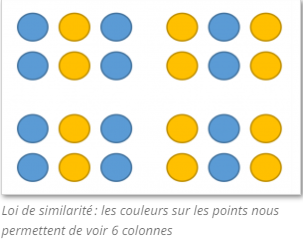 Loi de similarité : les couleurs sur les points nous
permettent de voir 6 colonnes